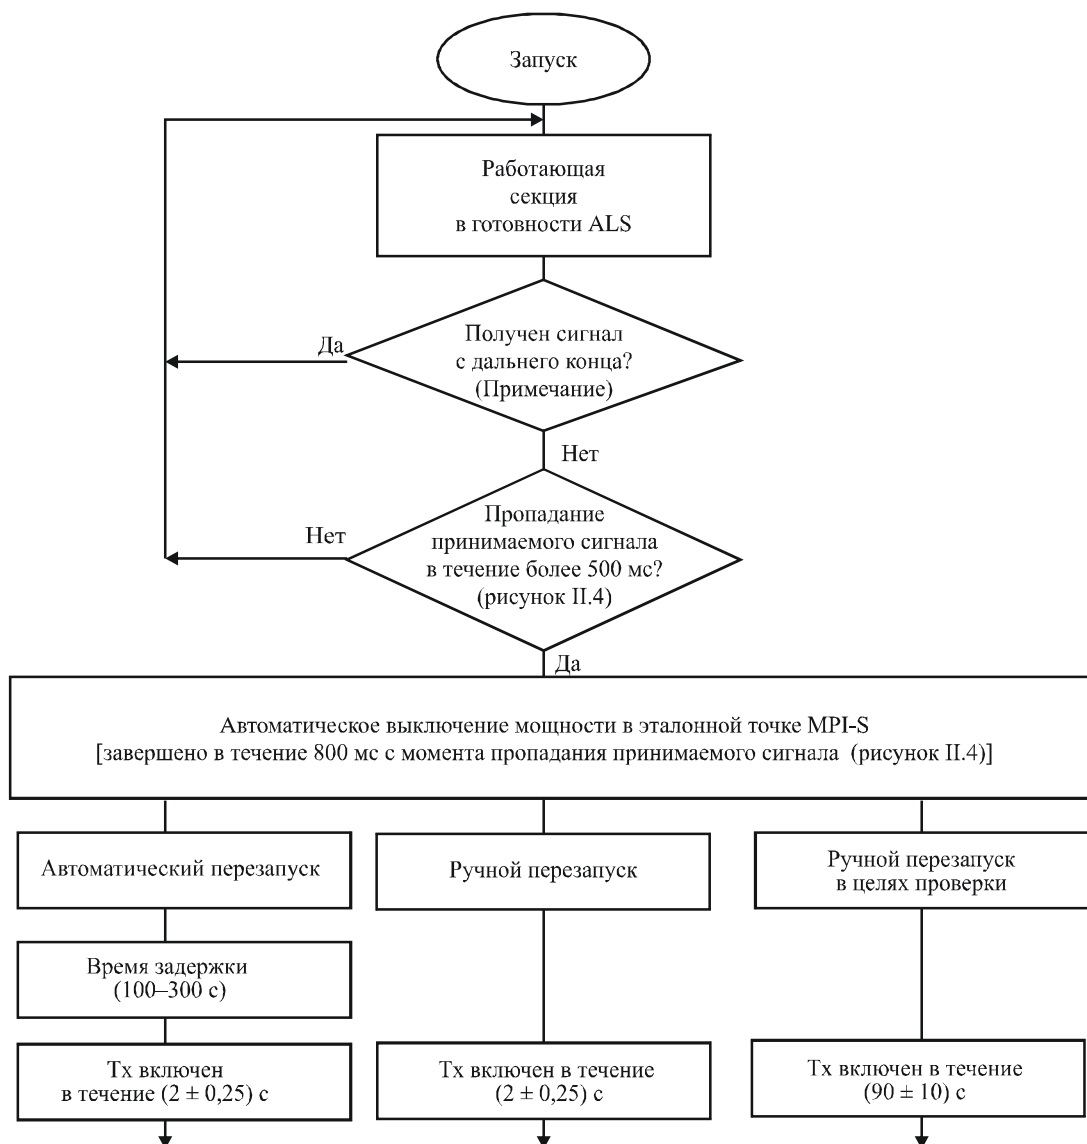 Запуск
Работающая
секция
в готовности ALS
Получен сигнал
с дальнего конца?
(Примечание)
Да
Нет
Пропадание
принимаемого сигнала
в течение более 500 мс?
(рисунок II.4)
Нет
Да
Автоматическое выключение мощности в эталонной точке MPI-S
[завершено в течение 800 мс с момента пропадания принимаемого сигнала (рисунок II.4)]
Автоматический перезапуск
Ручной перезапуск
Ручной перезапуск
в целях проверки
Время задержки
(100–300 с)
Тх включен
в течение (2 ± 0,25) с
Тх включен в течение
(2 ± 0,25) с
Тх включен в течение
(90 ± 10) с